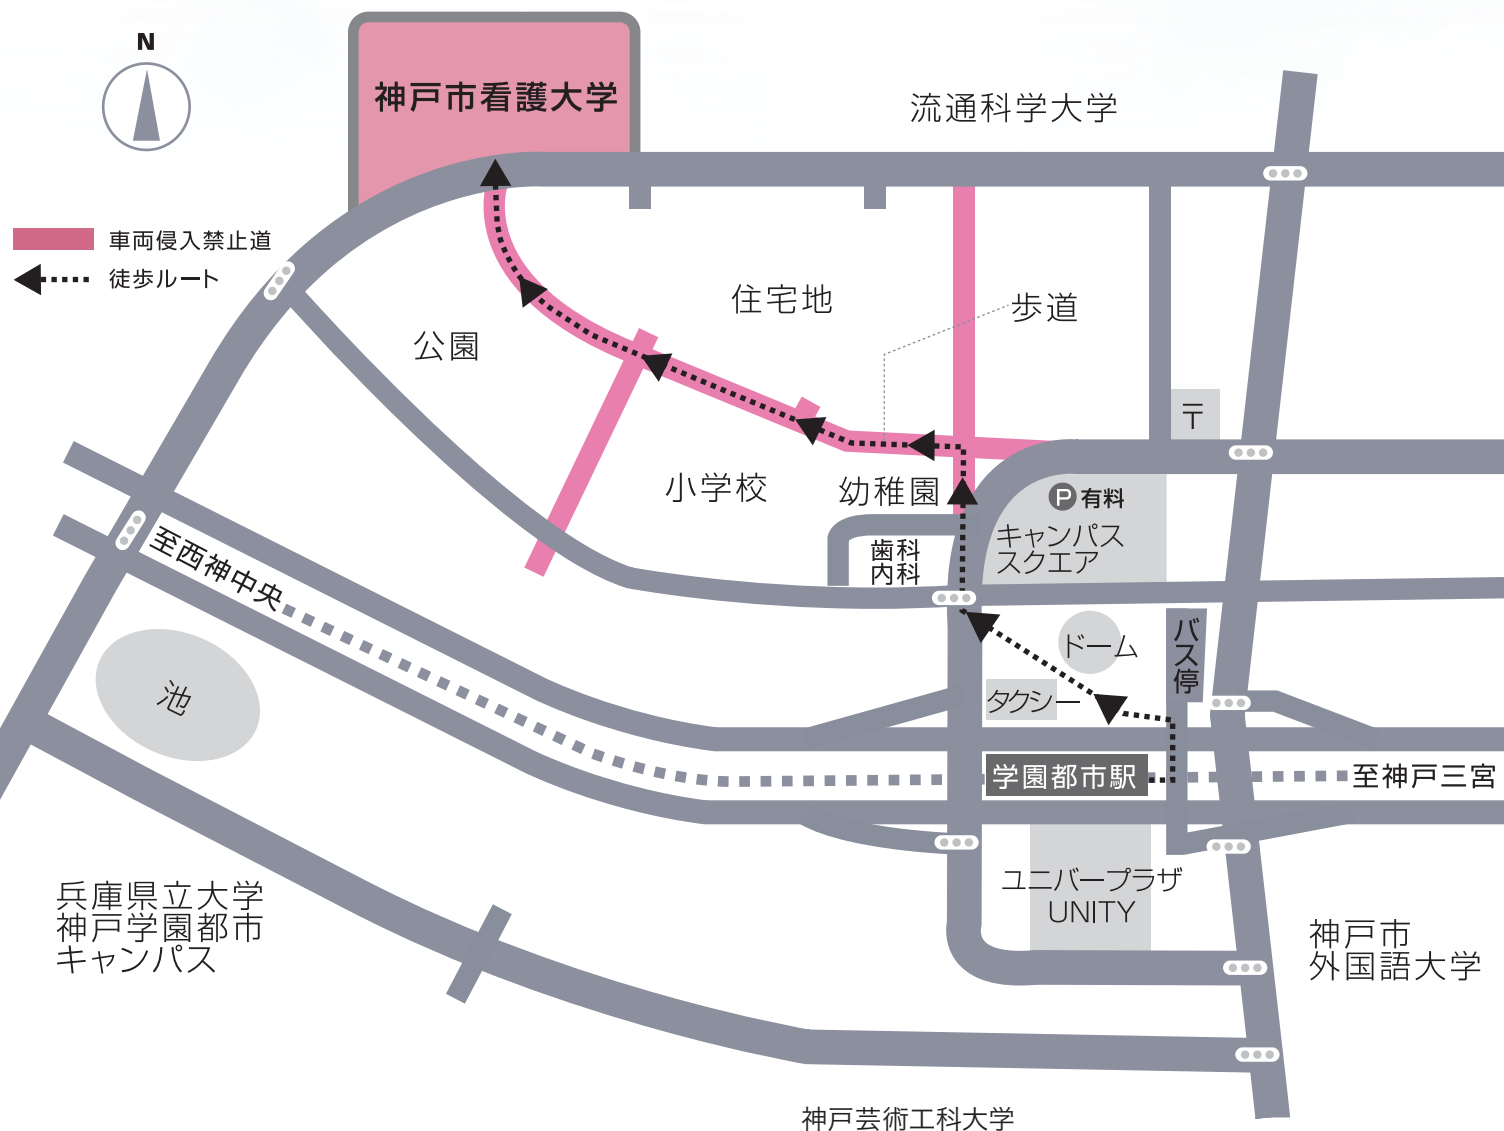 N
神戸市看護大学
流通科学大学
車両侵入禁止道
徒歩ルート
住宅地
歩道
公園
〒
小学校
幼稚園
P有料
キャンパス
スクエア
歯科
内科
至西神中央
バス停
ドーム
池
タクシー
学園都市駅
至神戸三宮
兵庫県立大学
神戸学園都市
キャンパス
ユニバープラザ
UNITY
神戸市
外国語大学
神戸芸術工科大学